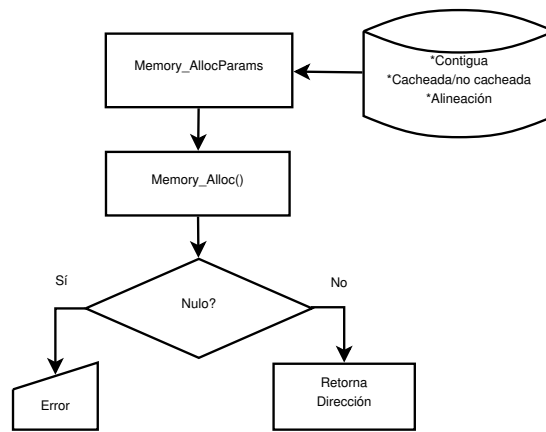 Memory_AllocParams
*Contigua
*Cacheada/no cacheada
*Alineación
Memory_Alloc()
Nulo?
Sí
No
Error
Retorna
Dirección